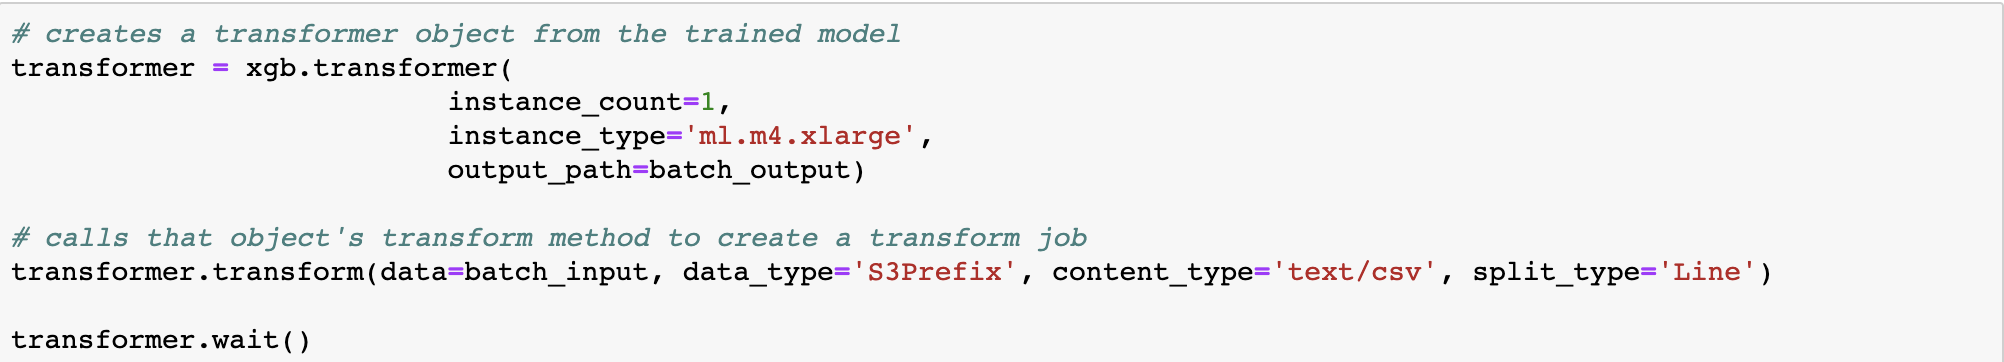 # creates a transformer object from the trained model
transformer = xgb.transformer(
                          instance_count=1,
                          instance_type='ml.m4.xlarge',
                          output_path=batch_output)

# calls that object's transform method to create a transform job
transformer.transform(data=batch_input, data_type='S3Prefix', content_type='text/csv', split_type='Line')

transformer.wait()